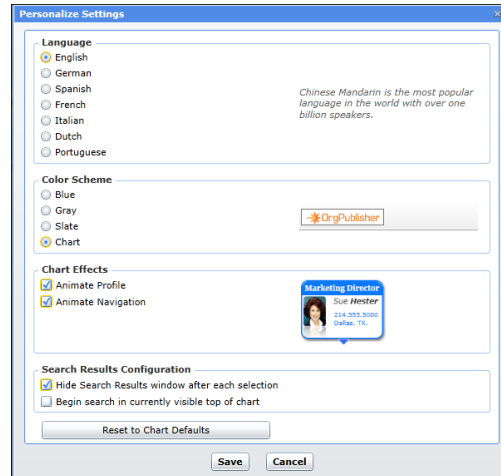 Personalize Settings
Language
English
German
Spanish
French
Italian
Dutch
Portuguese
Chinese Mandarin is the most popular
language in the world with over one
billion speakers.
Color Scheme
Blue
Gray
Slate
Chart
OrgPublisher
Chart Effects
Animate Profile
Animate Navigation
Marketing Director
Sue Hester
214.555.5000
Dallas, TX.
Search Results Configuration
Hide Search Results window after each selection
Begin search in currently visible top of chart
Reset to Chart Defaults
Save Cancel